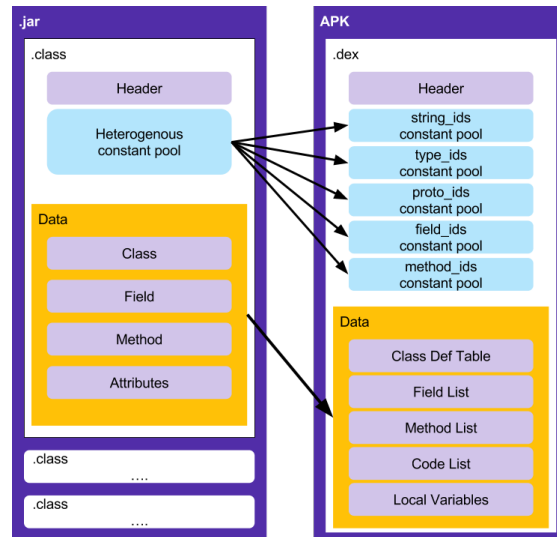 .jar
.class
Header
Heterogenous
constant pool
Data
Class
Field
Method
Attributes
.class
....
.class
....
APK
.dex
Header
string_ids
constant pool
type_ids
constant pool
proto_ids
constant pool
field_ids
constant pool
method_ids
constant pool
Data
Class Def Table
Field List
Method List
Code List
Local Variables